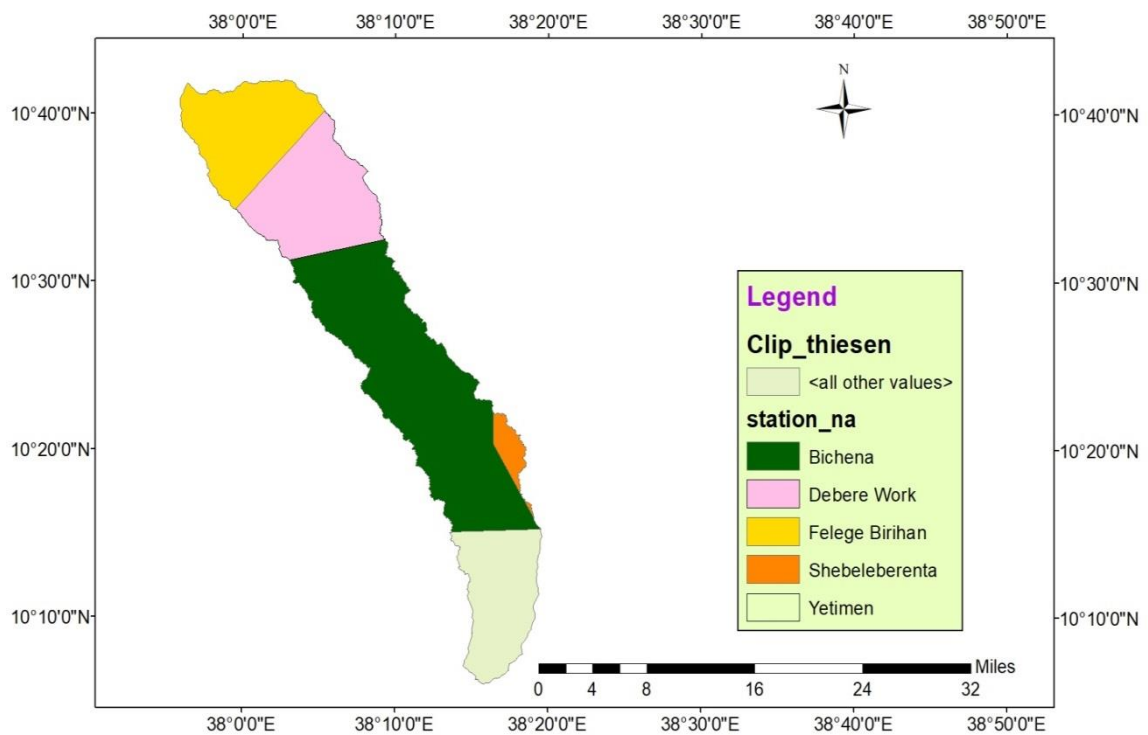 38°0'0"E 38°10'0"E 38°20'0"E 38°30'0"E 38°40'0"E 38°50'0"E
N
10°40'0"N 10°40'0"N
10°30'0"N 10°30'0"N
Legend
Clip_thiesen
<all other values>
station_na
10°20'0"N 10°20'0"N
Bichena
Debere Work
Felege Birihan
Shebeleberenta
Yetimen
10°10'0"N 10°10'0"N
Miles
0 4 8 16 24 32
38°0'0"E 38°10'0"E 38°20'0"E 38°30'0"E 38°40'0"E 38°50'0"E